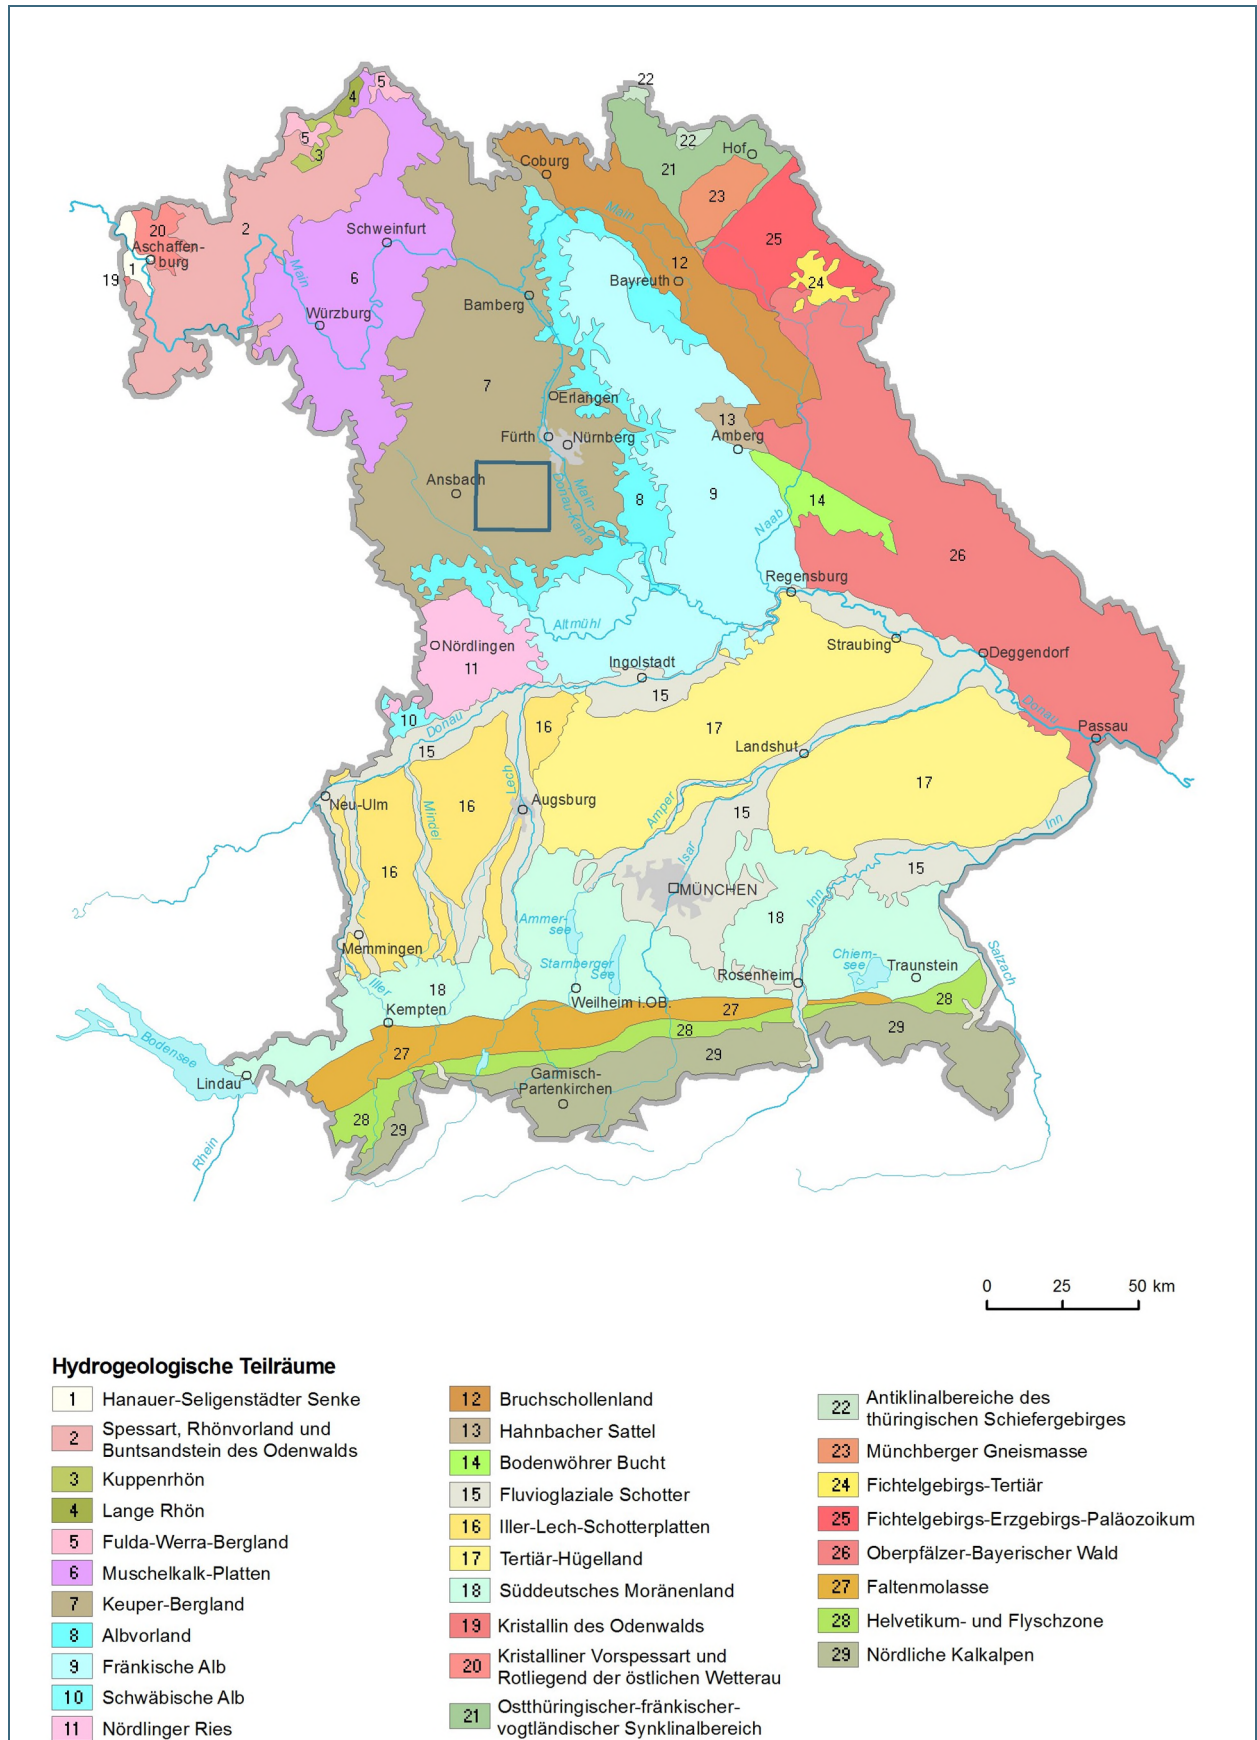 22
5
4
5
3
22
Hof
21
Coburg
23
20
2
Main
Schweinfurt
25
Aschaffen-
burg
1
19
Main
6
12
Bayreuth
24
Bamberg
Würzburg
7
Erlangen
13
Fürth
Nürnberg
Amberg
Ansbach
Main-
Donau-Kanal
8
9
14
Naab
26
Regensburg
Altmühl
Straubing
Nördlingen
11
Ingolstadt
Deggendorf
15
Donau
10
Donau
16
17
Passau
15
Landshut
Lech
17
Neu-Ulm
Mindel
16
Augsburg
Amper
15
Inn
Isar
16
15
MÜNCHEN
Inn
Ammer-
see
18
Memmingen
Chiem-
see
Salzach
Starnberger
See
Rosenheim
Traunstein
Iller
18
Weilheim i.OB.
28
Kempten
27
28
29
Bodensee
27
29
Lindau
Garmisch-
Partenkirchen
28
29
Rhein
0 25 50 km
Hydrogeologische Teilräume
1 Hanauer-Seligenstädter Senke
2 Spessart, Rhönvorland und
Buntsandstein des Odenwalds
3 Kuppenrhön
4 Lange Rhön
5 Fulda-Werra-Bergland
6 Muschelkalk-Platten
7 Keuper-Bergland
8 Albvorland
9 Fränkische Alb
10 Schwäbische Alb
11 Nördlinger Ries
12 Bruchschollenland
13 Hahnbacher Sattel
14 Bodenwöhrer Bucht
15 Fluvioglaziale Schotter
16 Iller-Lech-Schotterplatten
17 Tertiär-Hügelland
18 Süddeutsches Moränenland
19 Kristallin des Odenwalds
20 Kristalliner Vorspessart und
Rotliegend der östlichen Wetterau
21 Ostthüringischer-fränkischer-
vogtländischer Synklinalbereich
22 Antiklinalbereiche des
thüringischen Schiefergebirges
23 Münchberger Gneismasse
24 Fichtelgebirgs-Tertiär
25 Fichtelgebirgs-Erzgebirgs-Paläozoikum
26 Oberpfälzer-Bayerischer Wald
27 Faltenmolasse
28 Helvetikum- und Flyschzone
29 Nördliche Kalkalpen